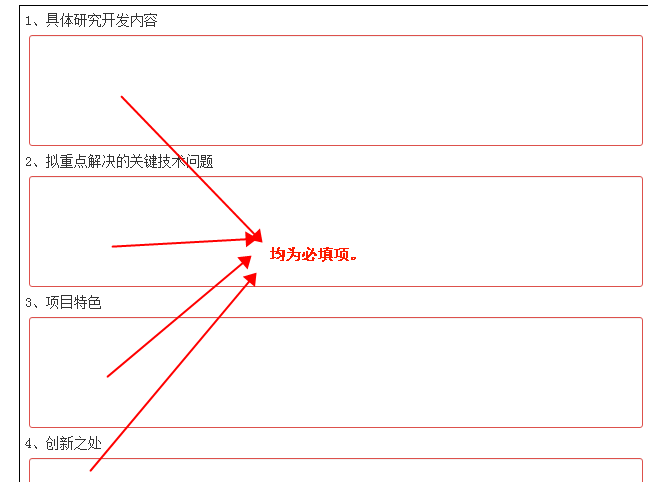 1、具体研究开发内容
2、拟重点解决的关键技术问题
均为必填项。
3、项目特色
4、创新之处